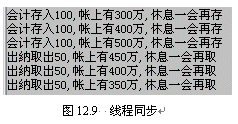 会计存入100,帐上有300万,休息一会再存
会计存入100,帐上有400万,休息一会再存
会计存入100,帐上有500万,休息一会再存
出纳取出50,帐上有450万,休息一会再取
出纳取出50,帐上有400万,休息一会再取
出纳取出50,帐上有350万,休息一会再取
图 12.9 线程同步